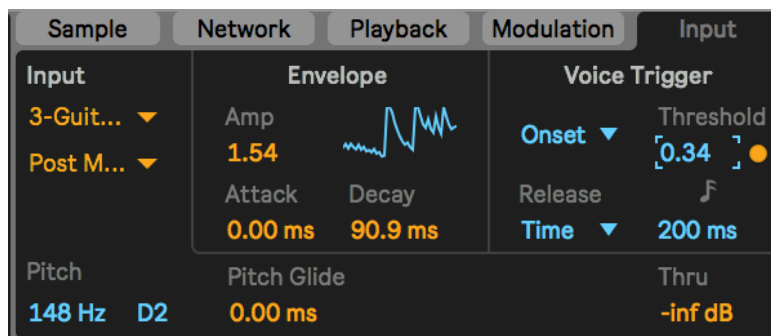 Sample Network Playback Modulation Input
Input Envelope Voice Trigger
3-Guit... Amp Onset Threshold
Post M... 1.54 0.34
Attack Decay Release
0.00 ms 90.9 ms Time 200 ms
Pitch Pitch Glide Thru
148 Hz D2 0.00 ms -inf dB